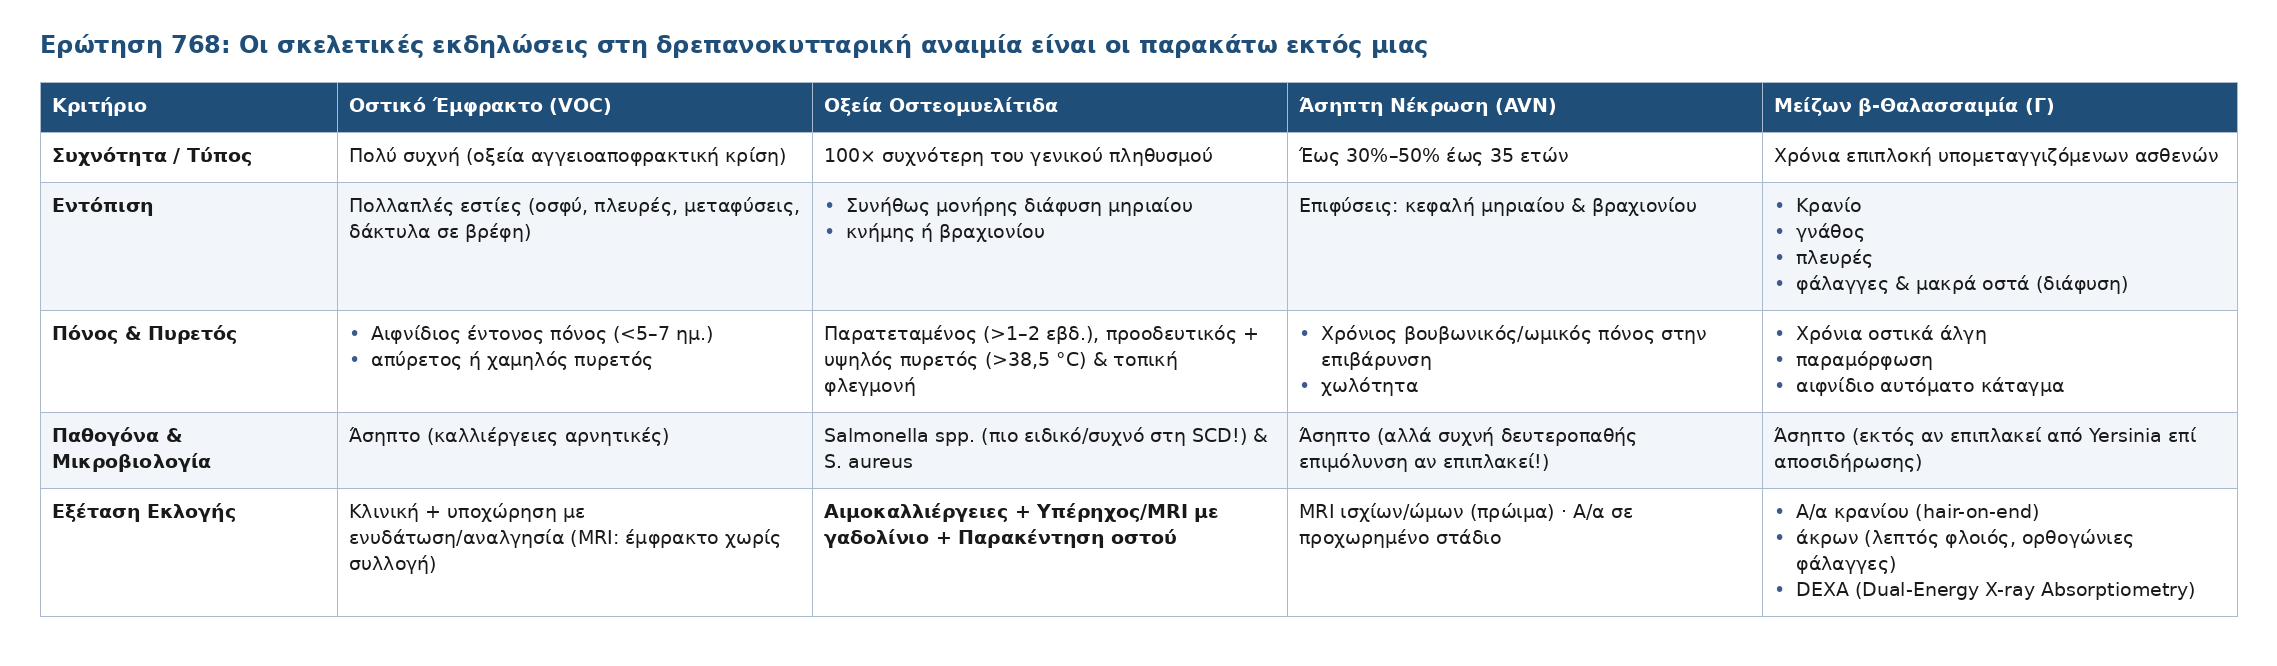 Ερώτηση 768: Οι σκελετικές εκδηλώσεις στη δρεπανοκυτταρική αναιμία είναι οι παρακάτω εκτός μιας
Κριτήριο
Οστικό Έμφρακτο (VOC)
Οξεία Οστεομυελίτιδα
Άσηπτη Νέκρωση (AVN)
Μείζων β-Θαλασσαιμία (Γ)
Συχνότητα / Τύπος
Πολύ συχνή (οξεία αγγειοαποφρακτική κρίση)
100× συχνότερη του γενικού πληθυσμού
Έως 30%–50% έως 35 ετών
Χρόνια επιπλοκή υπομεταγγιζόμενων ασθενών
Εντόπιση
Πολλαπλές εστίες (οσφύ, πλευρές, μεταφύσεις,
δάκτυλα σε βρέφη)
• Συνήθως μονήρης διάφυση μηριαίου
• κνήμης ή βραχιονίου
Επιφύσεις: κεφαλή μηριαίου & βραχιονίου
• Κρανίο
• γνάθος
• πλευρές
• φάλαγγες & μακρά οστά (διάφυση)
Πόνος & Πυρετός
• Αιφνίδιος έντονος πόνος (<5–7 ημ.)
• απύρετος ή χαμηλός πυρετός
Παρατεταμένος (>1–2 εβδ.), προοδευτικός +
υψηλός πυρετός (>38,5 °C) & τοπική
φλεγμονή
• Χρόνιος βουβωνικός/ωμικός πόνος στην
επιβάρυνση
• χωλότητα
• Χρόνια οστικά άλγη
• παραμόρφωση
• αιφνίδιο αυτόματο κάταγμα
Παθογόνα &
Μικροβιολογία
Άσηπτο (καλλιέργειες αρνητικές)
Salmonella spp. (πιο ειδικό/συχνό στη SCD!) &
S. aureus
Άσηπτο (αλλά συχνή δευτεροπαθής
επιμόλυνση αν επιπλακεί!)
Άσηπτο (εκτός αν επιπλακεί από Yersinia επί
αποσιδήρωσης)
Εξέταση Εκλογής
Κλινική + υποχώρηση με
ενυδάτωση/αναλγησία (MRI: έμφρακτο χωρίς
συλλογή)
Αιμοκαλλιέργειες + Υπέρηχος/MRI με
γαδολίνιο + Παρακέντηση οστού
MRI ισχίων/ώμων (πρώιμα) · Α/α σε
προχωρημένο στάδιο
• Α/α κρανίου (hair-on-end)
• άκρων (λεπτός φλοιός, ορθογώνιες
φάλαγγες)
• DEXA (Dual-Energy X-ray Absorptiometry)